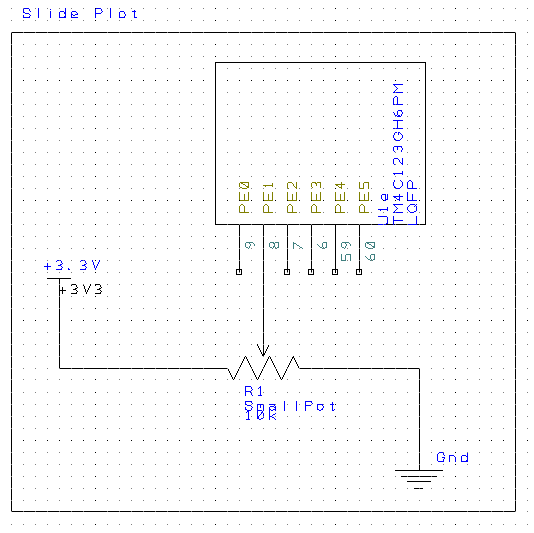 Slide Plot
PE0
PE1
PE2
PE3
PE4
PE5
U1e
TM4C123GH6PM
LQFP
9
8
7
6
59
60
+3.3V
+3V3
R1
SmallPot
10k
Gnd